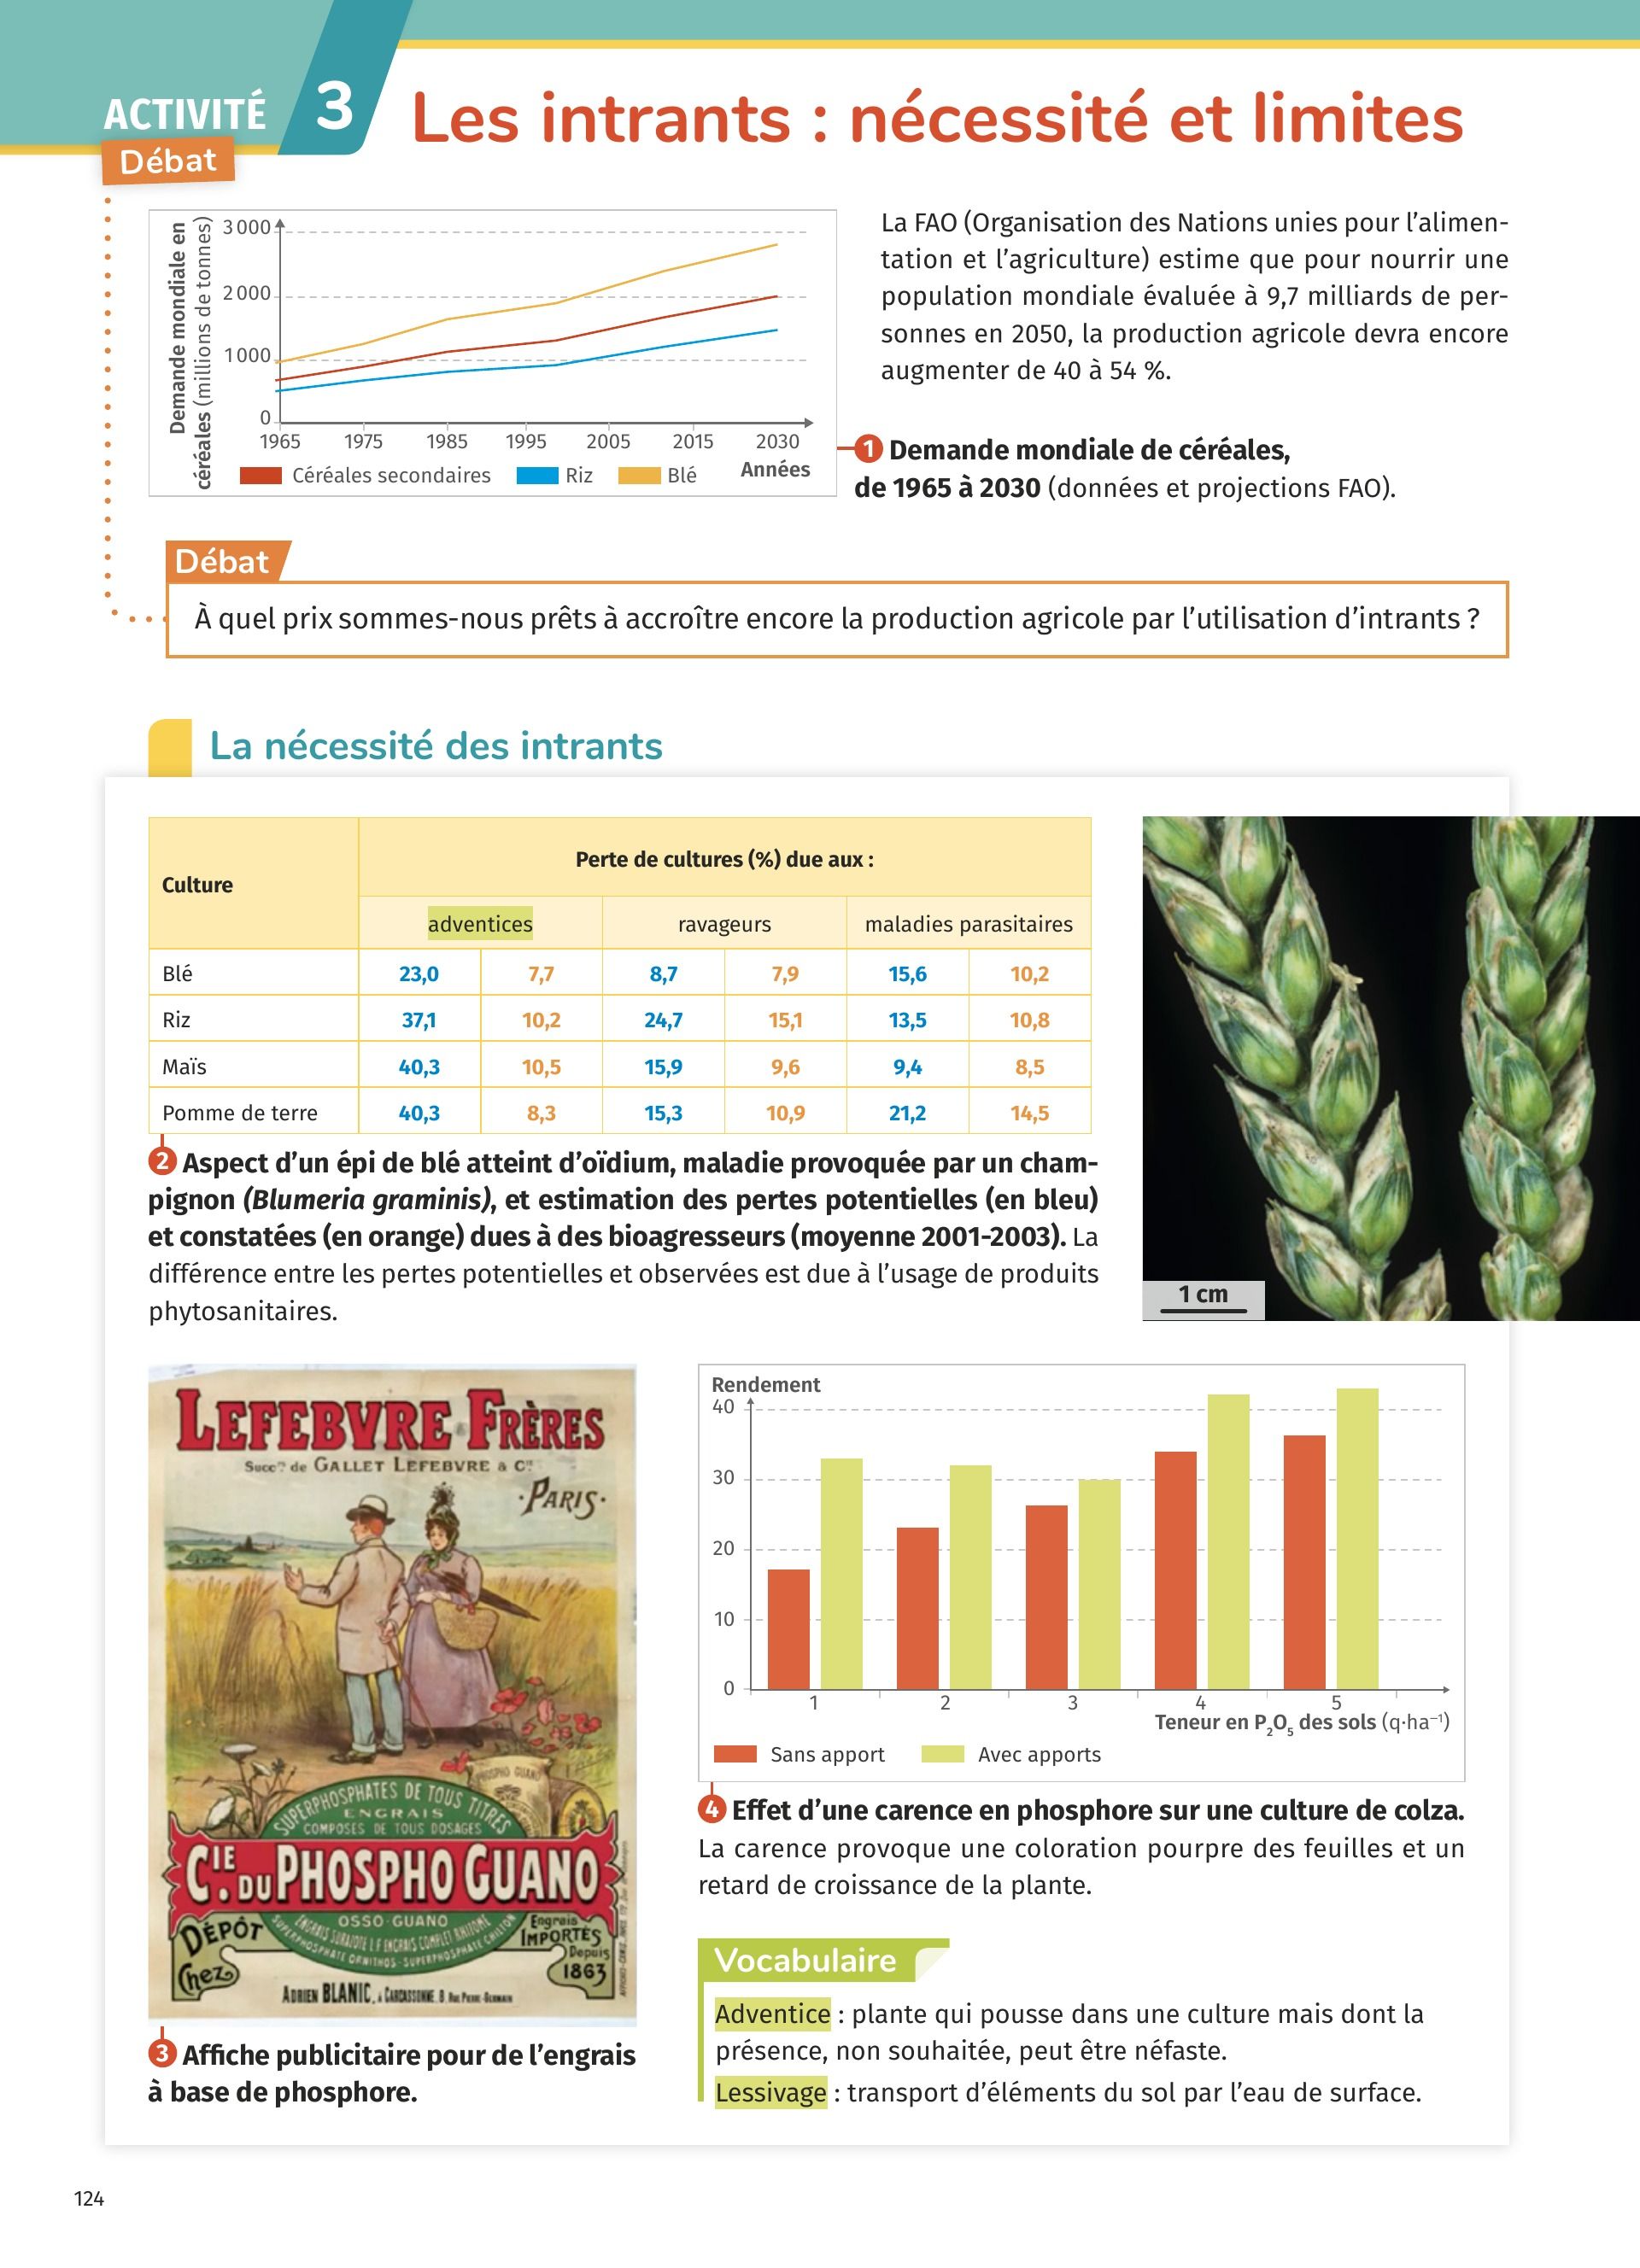 ACTIVITÉ 3 Les intrants : nécessité et limites
Débat
Demande mondiale en
céréales (millions de tonnes)
3 000
2 000
1 000
0
1965 1975 1985 1995 2005 2015 2030
Années
Céréales secondaires Riz Blé
La FAO (Organisation des Nations unies pour l’alimen-
tation et l’agriculture) estime que pour nourrir une
population mondiale évaluée à 9,7 milliards de per-
sonnes en 2050, la production agricole devra encore
augmenter de 40 à 54 %.
1 Demande mondiale de céréales,
de 1965 à 2030 (données et projections FAO).
Débat
À quel prix sommes-nous prêts à accroître encore la production agricole par l’utilisation d’intrants ?
La nécessité des intrants
Culture
Perte de cultures (%) due aux :
adventices ravageurs maladies parasitaires
Blé 23,0 7,7 8,7 7,9 15,6 10,2
Riz 37,1 10,2 24,7 15,1 13,5 10,8
Maïs 40,3 10,5 15,9 9,6 9,4 8,5
Pomme de terre 40,3 8,3 15,3 10,9 21,2 14,5
2 Aspect d’un épi de blé atteint d’oïdium, maladie provoquée par un cham-
pignon (Blumeria graminis), et estimation des pertes potentielles (en bleu)
et constatées (en orange) dues à des bioagresseurs (moyenne 2001-2003). La
différence entre les pertes potentielles et observées est due à l’usage de produits
phytosanitaires.
1 cm
LEFEBVRE FRÈRES
Succrs de GALLET LEFEBVRE & Cie
·PARIS·
PHOSPHO GUANO
SUPERPHOSPHATES DE TOUS TITRES
ENGRAIS
COMPOSÉS DE TOUS DOSAGES
CIE. DU PHOSPHO GUANO
OSSO-GUANO
DÉPÔT
Chez
Engrais
IMPORTÉS
Depuis
1863
ADRIEN BLANIC, à CARCASSONNE
3 Affiche publicitaire pour de l’engrais
à base de phosphore.
Rendement
40
30
20
10
0
1 2 3 4 5
Teneur en P₂O₅ des sols (q·ha⁻¹)
Sans apport Avec apports
4 Effet d’une carence en phosphore sur une culture de colza.
La carence provoque une coloration pourpre des feuilles et un
retard de croissance de la plante.
Vocabulaire
Adventice : plante qui pousse dans une culture mais dont la
présence, non souhaitée, peut être néfaste.
Lessivage : transport d’éléments du sol par l’eau de surface.
124